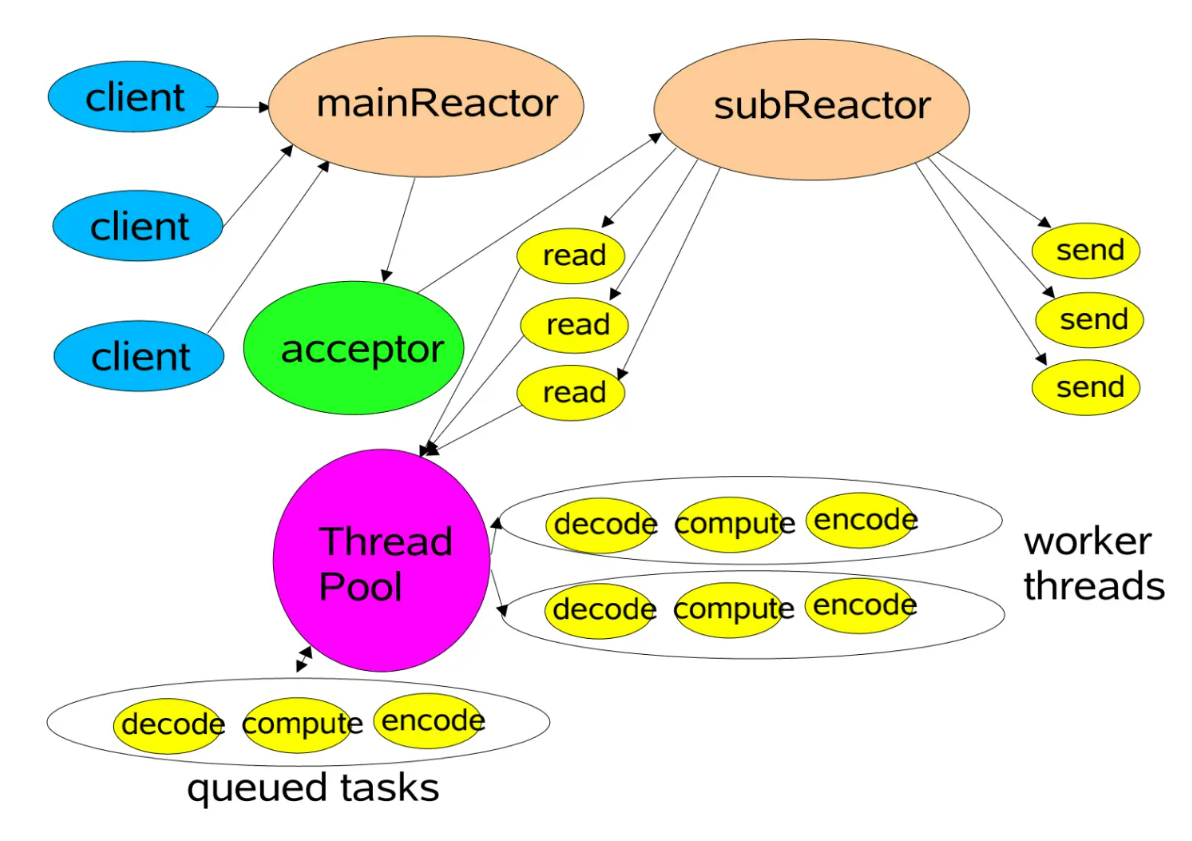 client
mainReactor
subReactor
client
client
acceptor
read
read
read
send
send
send
Thread
Pool
decode compute encode
decode compute encode
worker
threads
decode compute encode
queued tasks